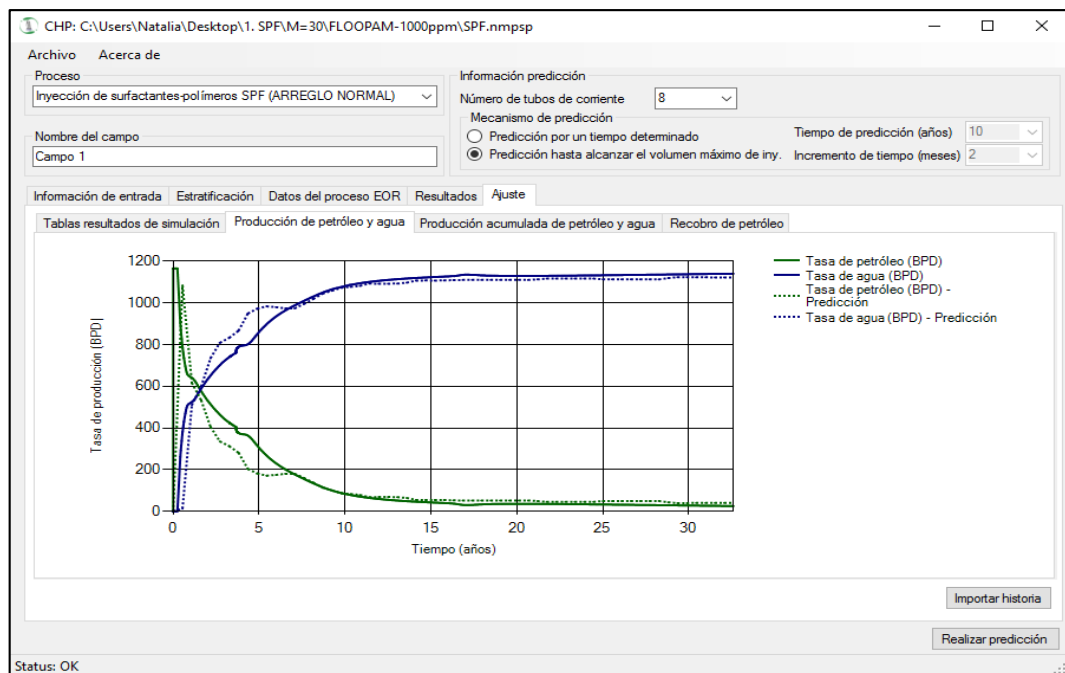 CHP: C:\Users\Natalia\Desktop\1. SPF\M=30\FLOOPAM-1000ppm\SPF.nmpsp
Archivo Acerca de
Proceso
Inyección de surfactantes-polímeros SPF (ARREGLO NORMAL)
Nombre del campo
Campo 1
Información predicción
Número de tubos de corriente 8
Mecanismo de predicción
Predicción por un tiempo determinado
Predicción hasta alcanzar el volumen máximo de iny.
Tiempo de predicción (años) 10
Incremento de tiempo (meses) 2
Información de entrada Estratificación Datos del proceso EOR Resultados Ajuste
Tablas resultados de simulación Producción de petróleo y agua Producción acumulada de petróleo y agua Recobro de petróleo
Tasa de producción [BPD]
1200
1000
800
600
400
200
0
0 5 10 15 20 25 30
Tiempo (años)
Tasa de petróleo (BPD)
Tasa de agua (BPD)
Tasa de petróleo (BPD) -
Predicción
Tasa de agua (BPD) - Predicción
Importar historia
Realizar predicción
Status: OK